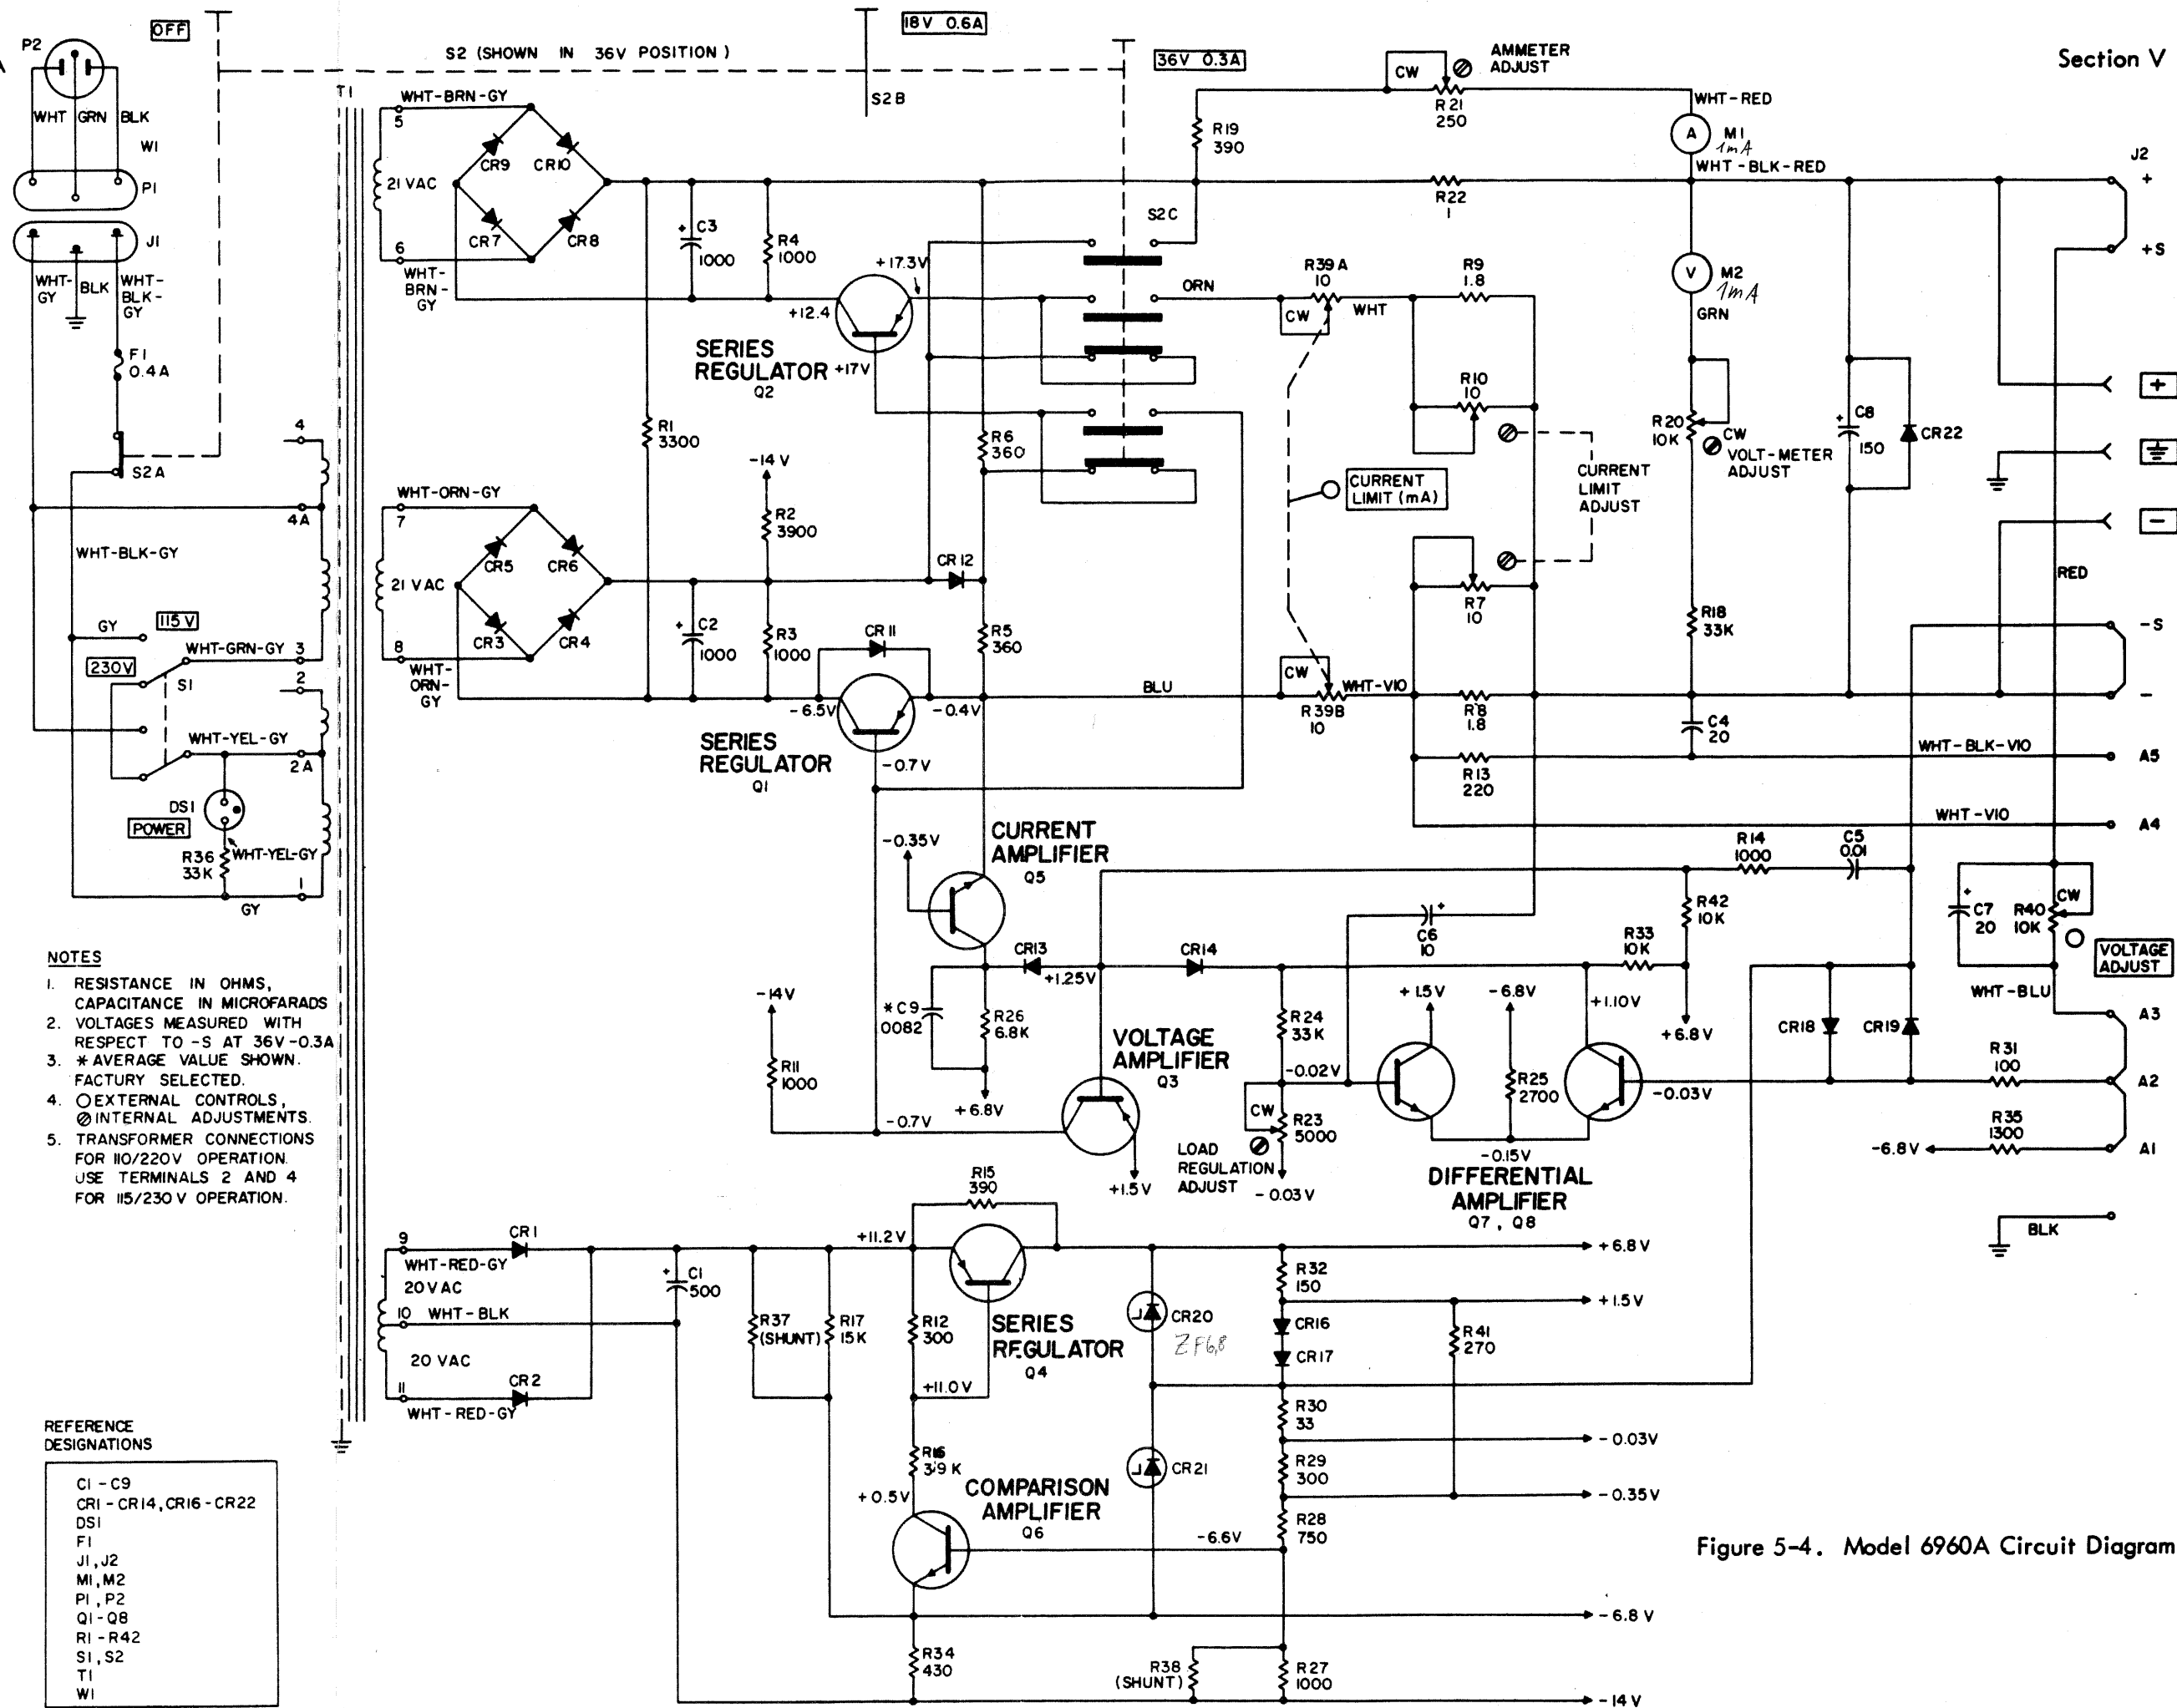 Section V
P2
OFF
S2 (SHOWN IN 36V POSITION)
18V 0.6A
S2B
36V 0.3A
AMMETER ADJUST
CW
R21
250
WHT GRN BLK
W1
P1
J1
WHT-GY
BLK
WHT-BLK-GY
F1
0.4A
S2A
4
4A
WHT-BLK-GY
GY
115V
230V
S1
WHT-GRN-GY 3
2
WHT-YEL-GY
2A
DS1
POWER
WHT-YEL-GY
R36
33K
1
GY
T1
WHT-BRN-GY
5
21 VAC
6
WHT-BRN-GY
CR9
CR10
CR7
CR8
C3
1000
R4
1000
+17.3V
+12.4
+17V
SERIES REGULATOR
Q2
R1
3300
-14V
R2
3900
WHT-ORN-GY
7
21 VAC
8
WHT-ORN-GY
CR5
CR6
CR3
CR4
C2
1000
R3
1000
CR11
CR12
R6
360
R5
360
-6.5V
-0.4V
-0.7V
SERIES REGULATOR
Q1
R19
390
S2C
WHT-RED
A
M1
1mA
WHT-BLK-RED
R22
1
ORN
R39A
10
CW
WHT
R9
1.8
R10
10
CURRENT LIMIT (mA)
CURRENT LIMIT ADJUST
R7
10
BLU
CW
R39B
10
WHT-VIO
R8
1.8
R13
220
V
M2
1mA
GRN
R20
10K
CW
VOLT-METER ADJUST
R18
33K
C8
150
CR22
C4
20
J2
+
+S
+
-
RED
-S
-
WHT-BLK-VIO
A5
WHT-VIO
A4
-0.35V
CURRENT AMPLIFIER
Q5
R14
1000
C5
0.01
R42
10K
R33
10K
C6
10
+
CR13
+1.25V
CR14
*C9
0082
R26
6.8K
+6.8V
-14V
R11
1000
-0.7V
VOLTAGE AMPLIFIER
Q3
+1.5V
R24
33K
-0.02V
CW
R23
5000
LOAD REGULATION ADJUST
-0.03V
+1.5V
-6.8V
R25
2700
-0.15V
+1.10V
+6.8V
-0.03V
DIFFERENTIAL AMPLIFIER
Q7, Q8
C7
20
R40
10K
CW
VOLTAGE ADJUST
WHT-BLU
A3
CR18
CR19
R31
100
A2
R35
1300
-6.8V
A1
BLK
NOTES
1. RESISTANCE IN OHMS,
CAPACITANCE IN MICROFARADS
2. VOLTAGES MEASURED WITH
RESPECT TO -S AT 36V-0.3A
3. * AVERAGE VALUE SHOWN.
FACTURY SELECTED.
4. ○ EXTERNAL CONTROLS,
⊘ INTERNAL ADJUSTMENTS.
5. TRANSFORMER CONNECTIONS
FOR 110/220V OPERATION.
USE TERMINALS 2 AND 4
FOR 115/230 V OPERATION.
9
WHT-RED-GY
20VAC
10 WHT-BLK
20 VAC
11
WHT-RED-GY
CR1
CR2
C1
500
R37
(SHUNT)
R17
15K
+11.2V
R15
390
R12
300
+11.0V
SERIES REGULATOR
Q4
R16
3.9K
+0.5V
COMPARISON AMPLIFIER
Q6
R34
430
CR20
ZF6,8
CR21
-6.6V
R32
150
CR16
CR17
R41
270
R30
33
R29
300
R28
750
R38
(SHUNT)
R27
1000
+6.8V
+1.5V
-0.03V
-0.35V
-6.8V
-14V
REFERENCE
DESIGNATIONS
C1-C9
CR1-CR14, CR16-CR22
DS1
F1
J1, J2
M1, M2
P1, P2
Q1-Q8
R1-R42
S1, S2
T1
W1
Figure 5-4. Model 6960A Circuit Diagram